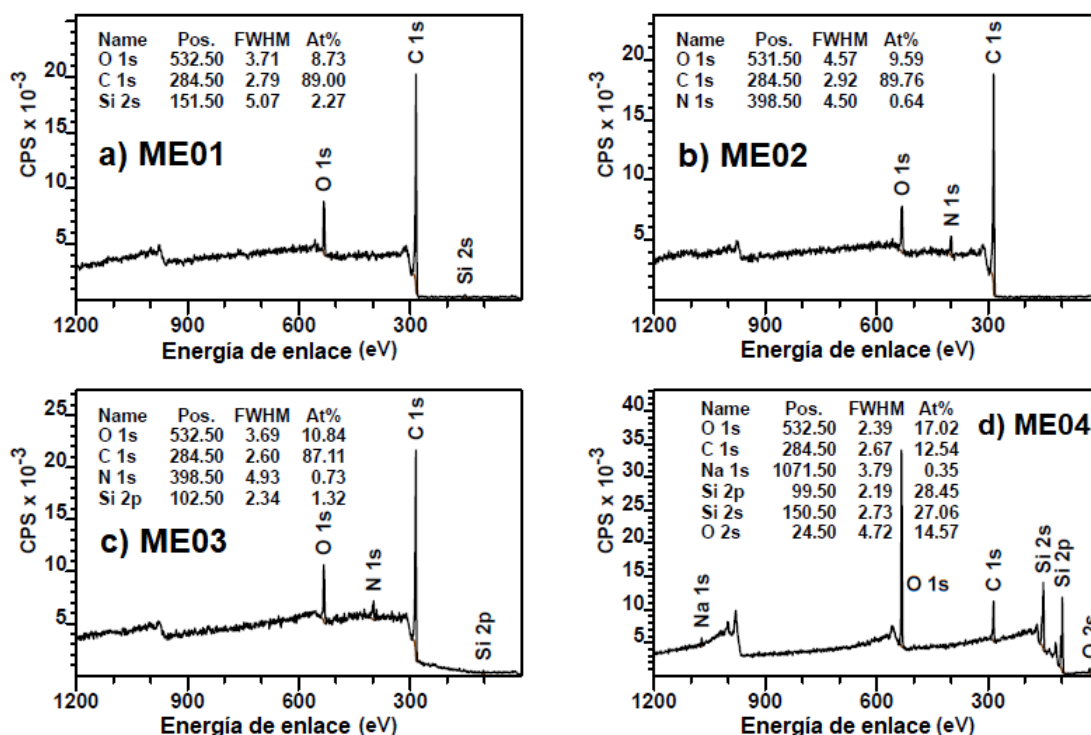 Name Pos. FWHM At%
O 1s 532.50 3.71 8.73
C 1s 284.50 2.79 89.00
Si 2s 151.50 5.07 2.27
a) ME01
C 1s
O 1s
Si 2s
CPS x 10⁻³
20
15
10
5
1200 900 600 300
Energía de enlace (eV)
Name Pos. FWHM At%
O 1s 531.50 4.57 9.59
C 1s 284.50 2.92 89.76
N 1s 398.50 4.50 0.64
b) ME02
C 1s
O 1s
N 1s
CPS x 10⁻³
20
15
10
5
1200 900 600 300
Energía de enlace (eV)
Name Pos. FWHM At%
O 1s 532.50 3.69 10.84
C 1s 284.50 2.60 87.11
N 1s 398.50 4.93 0.73
Si 2p 102.50 2.34 1.32
c) ME03
C 1s
O 1s
N 1s
Si 2p
CPS x 10⁻³
25
20
15
10
5
1200 900 600 300
Energía de enlace (eV)
Name Pos. FWHM At%
O 1s 532.50 2.39 17.02
C 1s 284.50 2.67 12.54
Na 1s 1071.50 3.79 0.35
Si 2p 99.50 2.19 28.45
Si 2s 150.50 2.73 27.06
O 2s 24.50 4.72 14.57
d) ME04
Na 1s
O 1s
C 1s
Si 2s
Si 2p
O 2s
CPS x 10⁻³
40
35
30
25
20
15
10
5
1200 900 600 300
Energía de enlace (eV)